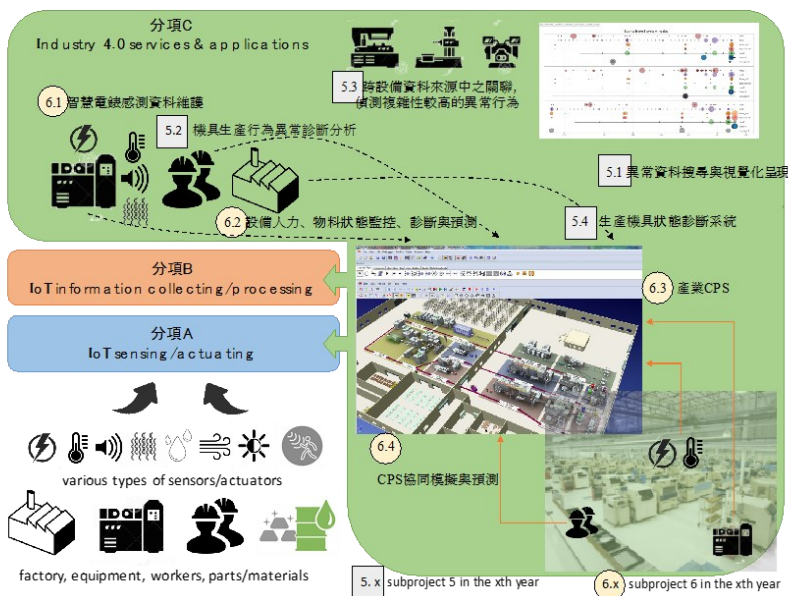 分項C
Industry 4.0 services & applications
5.3 跨設備資料來源中之關聯,
偵測複雜性較高的異常行為
6.1 智慧電錶感測資料維護
5.2 機具生產行為異常診斷分析
5.1 異常資料搜尋與視覺化呈現
6.2 設備人力、物料狀態監控、診斷與預測
5.4 生產機具狀態診斷系統
分項B
IoT information collecting/processing
6.3 產業CPS
分項A
IoT sensing/actuating
6.4
CPS協同模擬與預測
various types of sensors/actuators
factory, equipment, workers, parts/materials
5. x subproject 5 in the xth year
6.x subproject 6 in the xth year